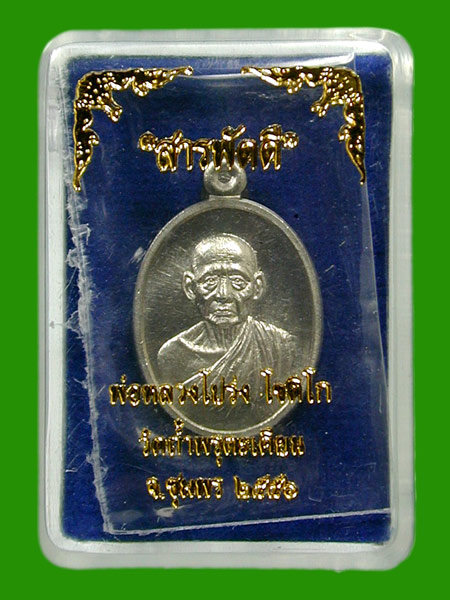 "สารพัดดี"
พ่อหลวงโปร่ง โชติโก
วัดถ้ำพรุตะเคียน
จ.ชุมพร ๒๕๕๖